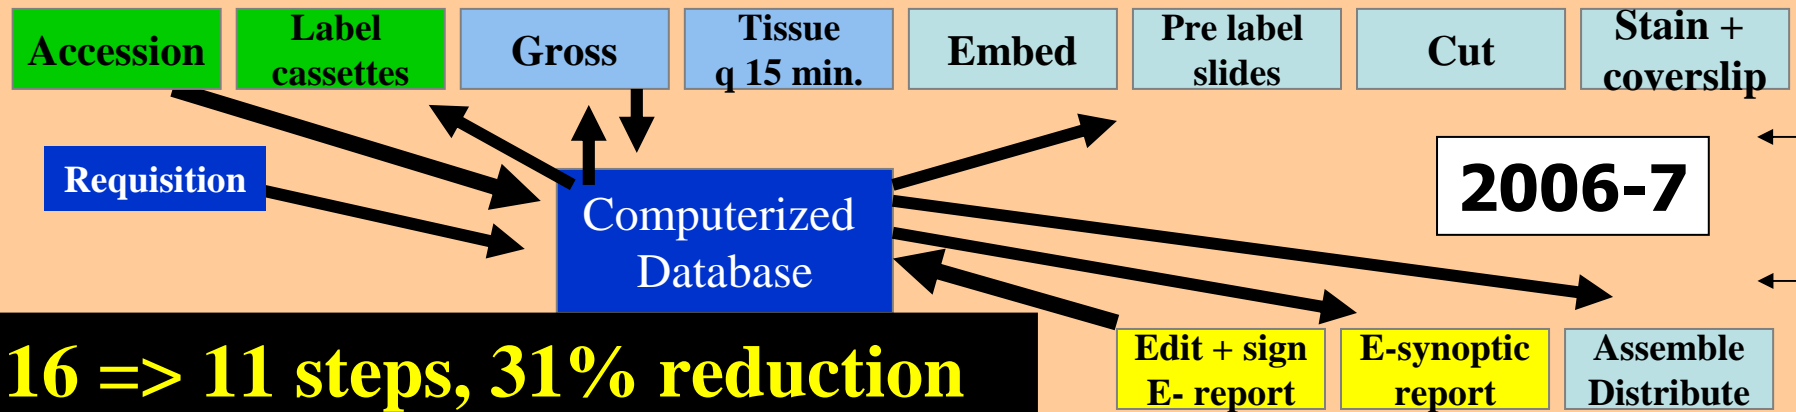 Accession
Label
cassettes
Gross
Tissue
q 15 min.
Embed
Pre label
slides
Cut
Stain +
coverslip
Requisition
Computerized
Database
2006-7
16 => 11 steps, 31% reduction
Edit + sign
E- report
E-synoptic
report
Assemble
Distribute